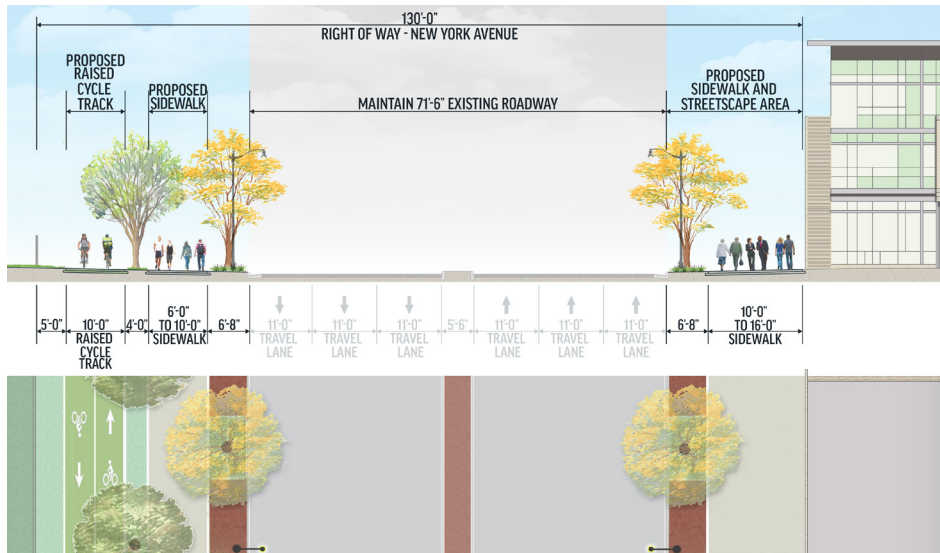 130'-0"
RIGHT OF WAY - NEW YORK AVENUE
PROPOSED
RAISED
CYCLE
TRACK
PROPOSED
SIDEWALK
MAINTAIN 71'-6" EXISTING ROADWAY
PROPOSED
SIDEWALK AND
STREETSCAPE AREA
5'-0"
10'-0"
RAISED
CYCLE
TRACK
4'-0"
6'-0"
TO 10'-0"
SIDEWALK
6'-8"
11'-0"
TRAVEL
LANE
11'-0"
TRAVEL
LANE
11'-0"
TRAVEL
LANE
5'-6"
11'-0"
TRAVEL
LANE
11'-0"
TRAVEL
LANE
11'-0"
TRAVEL
LANE
6'-8"
10'-0"
TO 16'-0"
SIDEWALK